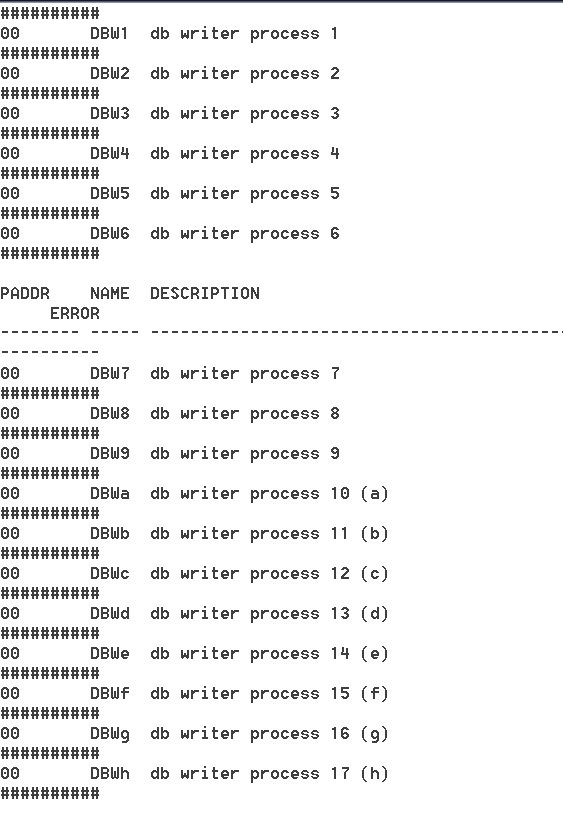 ##########
00       DBW1  db writer process 1
##########
00       DBW2  db writer process 2
##########
00       DBW3  db writer process 3
##########
00       DBW4  db writer process 4
##########
00       DBW5  db writer process 5
##########
00       DBW6  db writer process 6
##########

PADDR    NAME  DESCRIPTION
     ERROR
-------- ----- ------------------------------------------
----------
00       DBW7  db writer process 7
##########
00       DBW8  db writer process 8
##########
00       DBW9  db writer process 9
##########
00       DBWa  db writer process 10 (a)
##########
00       DBWb  db writer process 11 (b)
##########
00       DBWc  db writer process 12 (c)
##########
00       DBWd  db writer process 13 (d)
##########
00       DBWe  db writer process 14 (e)
##########
00       DBWf  db writer process 15 (f)
##########
00       DBWg  db writer process 16 (g)
##########
00       DBWh  db writer process 17 (h)
##########